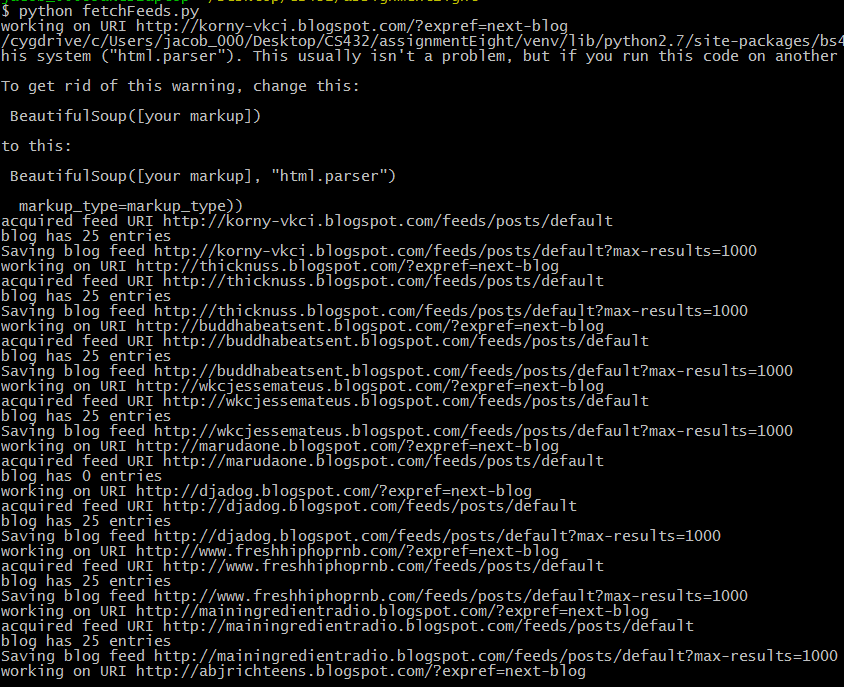 $ python fetchFeeds.py
working on URI http://korny-vkci.blogspot.com/?expref=next-blog
/cygdrive/c/Users/jacob_000/Desktop/CS432/assignmentEight/venv/lib/python2.7/site-packages/bs4
his system ("html.parser"). This usually isn't a problem, but if you run this code on another
To get rid of this warning, change this:
BeautifulSoup([your markup])
to this:
BeautifulSoup([your markup], "html.parser")
markup_type=markup_type))
acquired feed URI http://korny-vkci.blogspot.com/feeds/posts/default
blog has 25 entries
Saving blog feed http://korny-vkci.blogspot.com/feeds/posts/default?max-results=1000
working on URI http://thicknuss.blogspot.com/?expref=next-blog
acquired feed URI http://thicknuss.blogspot.com/feeds/posts/default
blog has 25 entries
Saving blog feed http://thicknuss.blogspot.com/feeds/posts/default?max-results=1000
working on URI http://buddhabeatsent.blogspot.com/?expref=next-blog
acquired feed URI http://buddhabeatsent.blogspot.com/feeds/posts/default
blog has 25 entries
Saving blog feed http://buddhabeatsent.blogspot.com/feeds/posts/default?max-results=1000
working on URI http://wkcjessemateus.blogspot.com/?expref=next-blog
acquired feed URI http://wkcjessemateus.blogspot.com/feeds/posts/default
blog has 25 entries
Saving blog feed http://wkcjessemateus.blogspot.com/feeds/posts/default?max-results=1000
working on URI http://marudaone.blogspot.com/?expref=next-blog
acquired feed URI http://marudaone.blogspot.com/feeds/posts/default
blog has 0 entries
working on URI http://djadog.blogspot.com/?expref=next-blog
acquired feed URI http://djadog.blogspot.com/feeds/posts/default
blog has 25 entries
Saving blog feed http://djadog.blogspot.com/feeds/posts/default?max-results=1000
working on URI http://www.freshhiphoprnb.com/?expref=next-blog
acquired feed URI http://www.freshhiphoprnb.com/feeds/posts/default
blog has 25 entries
Saving blog feed http://www.freshhiphoprnb.com/feeds/posts/default?max-results=1000
working on URI http://mainingredientradio.blogspot.com/?expref=next-blog
acquired feed URI http://mainingredientradio.blogspot.com/feeds/posts/default
blog has 25 entries
Saving blog feed http://mainingredientradio.blogspot.com/feeds/posts/default?max-results=1000
working on URI http://abjrichteens.blogspot.com/?expref=next-blog